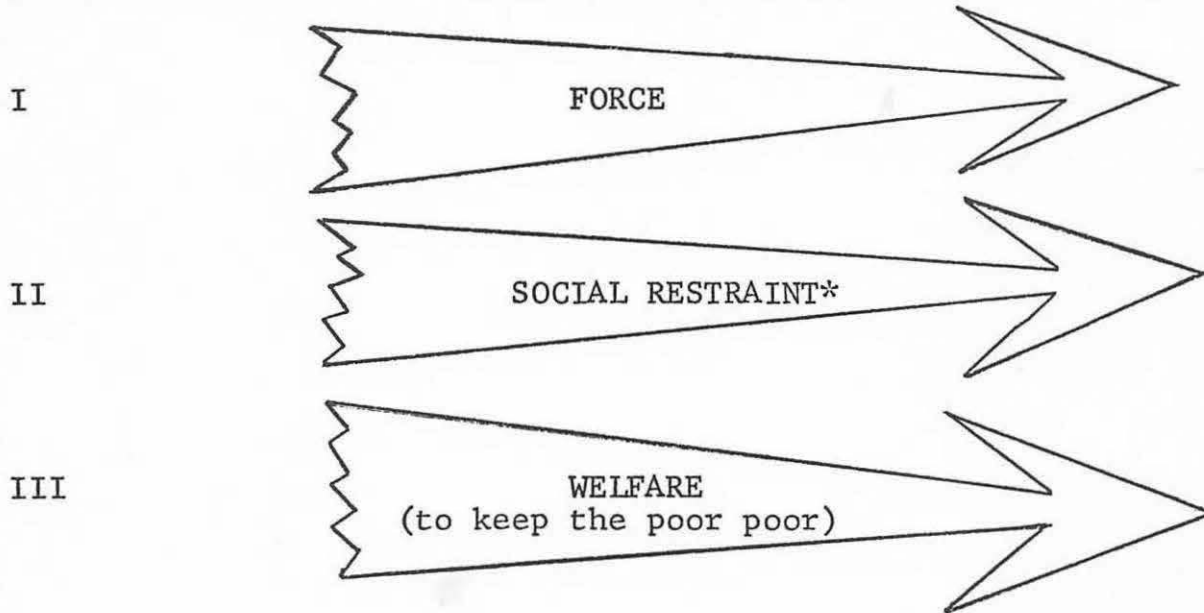 I
FORCE
II
SOCIAL RESTRAINT*
III
WELFARE
(to keep the poor poor)